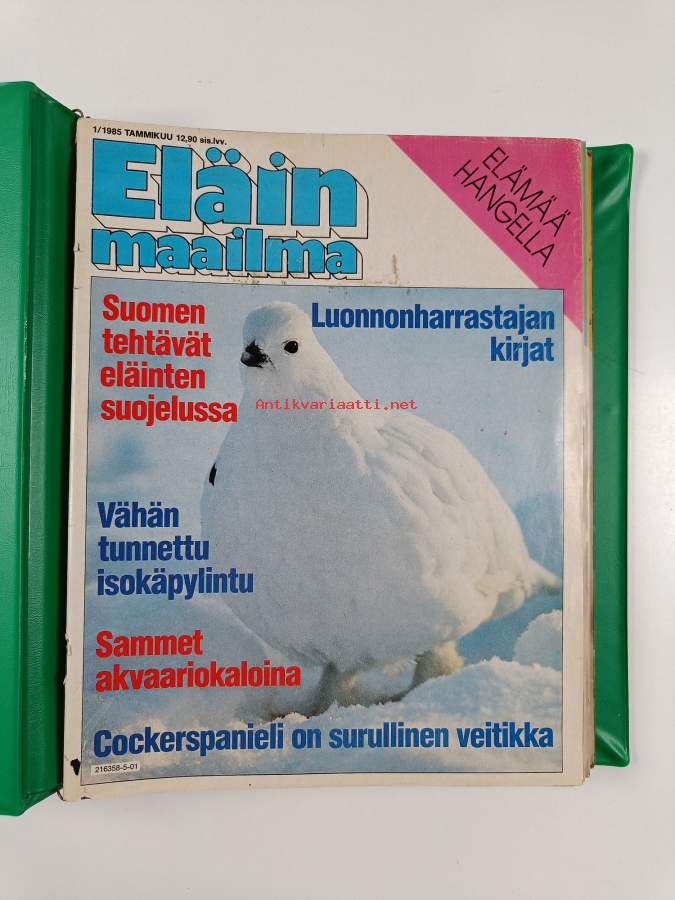 1/1985 TAMMIKUU 12,90 sis.lvv.
Eläin
maailma
ELÄMÄÄ
HANGELLA
Suomen
tehtävät
eläinten
suojelussa
Luonnonharrastajan
kirjat
Antikvariaatti.net
Vähän
tunnettu
isokäpylintu
Sammet
akvaariokaloina
Cockerspanieli on surullinen veitikka
216358-5-01